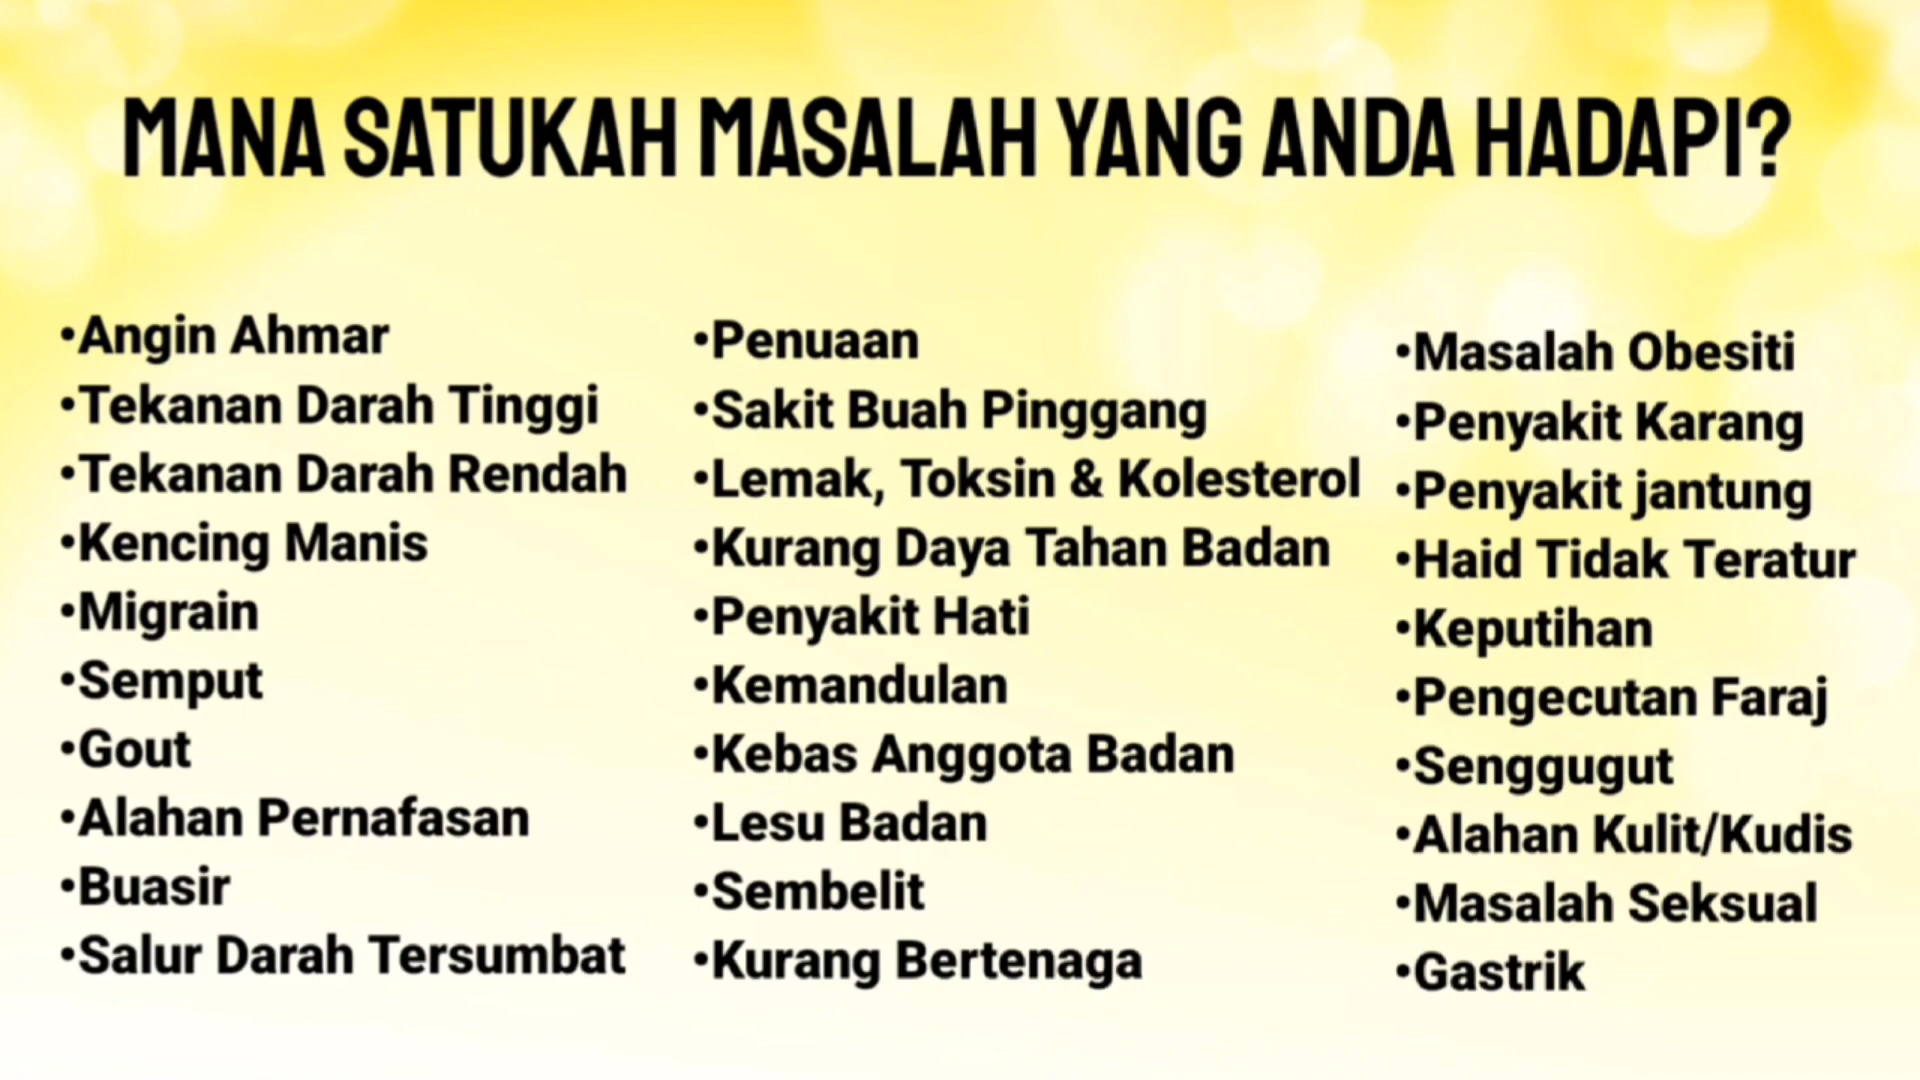 MANA SATUKAH MASALAH YANG ANDA HADAPI?
•Angin Ahmar
•Tekanan Darah Tinggi
•Tekanan Darah Rendah
•Kencing Manis
•Migrain
•Semput
•Gout
•Alahan Pernafasan
•Buasir
•Salur Darah Tersumbat
•Penuaan
•Sakit Buah Pinggang
•Lemak, Toksin & Kolesterol
•Kurang Daya Tahan Badan
•Penyakit Hati
•Kemandulan
•Kebas Anggota Badan
•Lesu Badan
•Sembelit
•Kurang Bertenaga
•Masalah Obesiti
•Penyakit Karang
•Penyakit jantung
•Haid Tidak Teratur
•Keputihan
•Pengecutan Faraj
•Senggugut
•Alahan Kulit/Kudis
•Masalah Seksual
•Gastrik